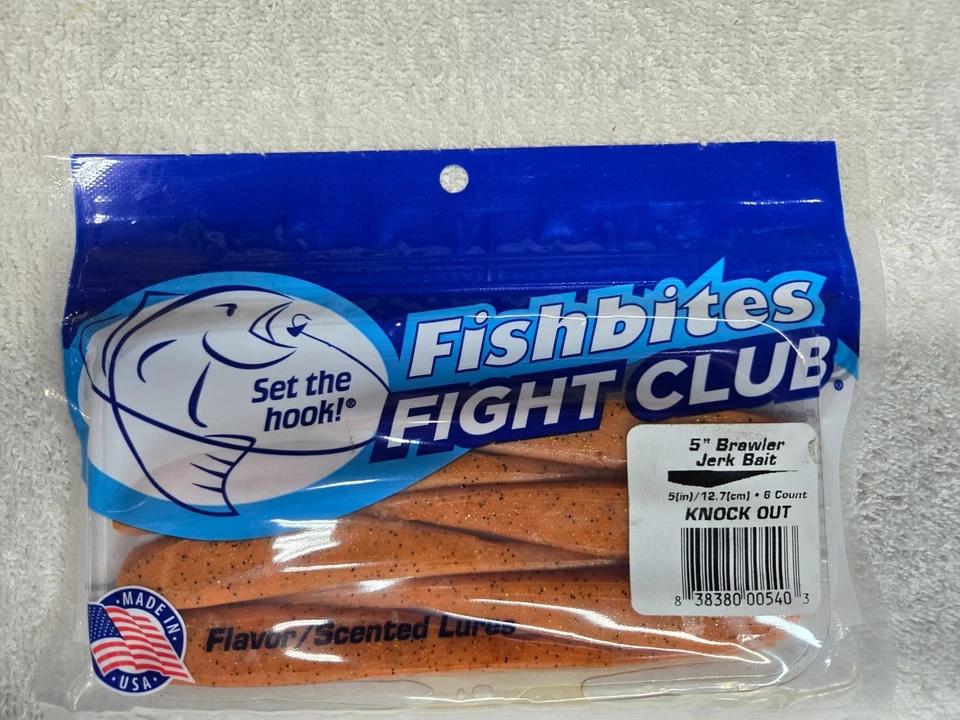 Fishbites
FIGHT CLUB®
Set the
hook!®
5” Brawler
Jerk Bait
5(in)/12.7(cm) • 6 Count
KNOCK OUT
8 38380 00540 3
Flavor/Scented Lures
• MADE IN •
USA